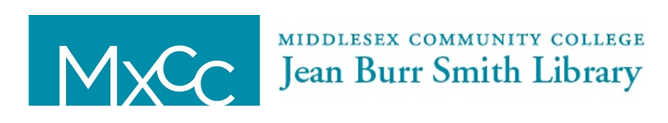 MxCC
MIDDLESEX COMMUNITY COLLEGE
Jean Burr Smith Library